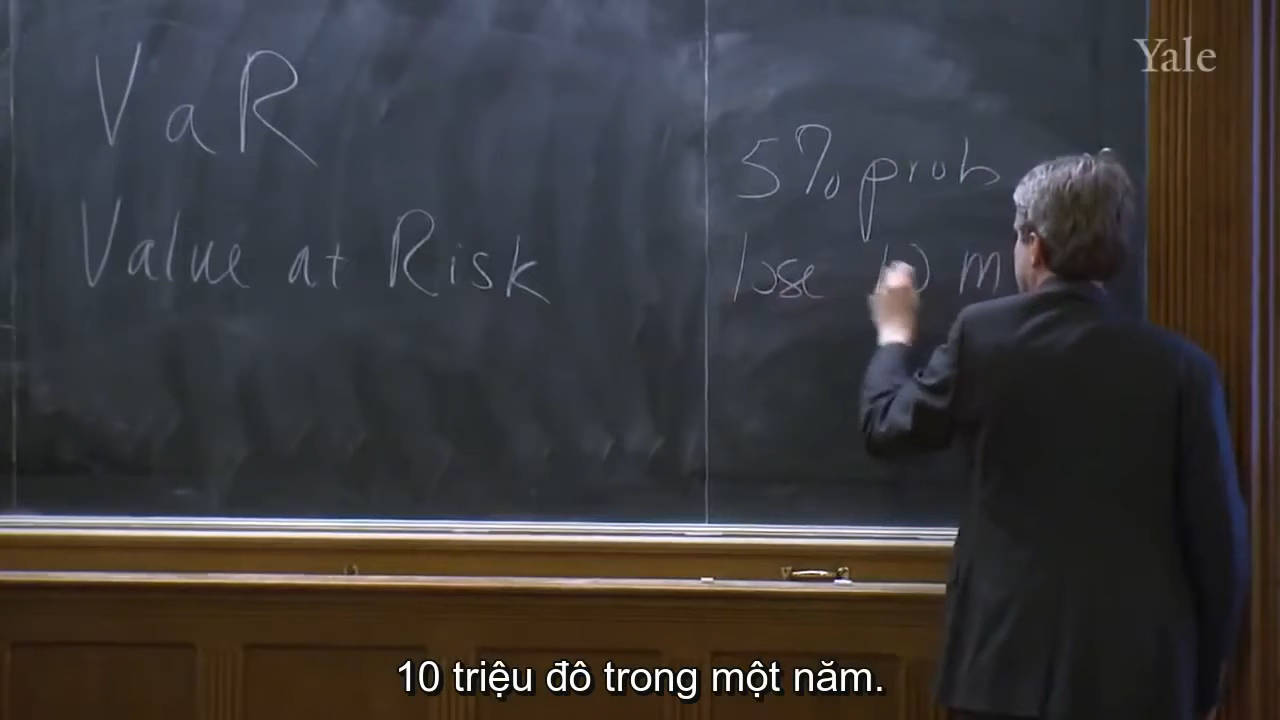 Yale
VaR
Value at Risk
5% prob
lose 10 m
10 triệu đô trong một năm.